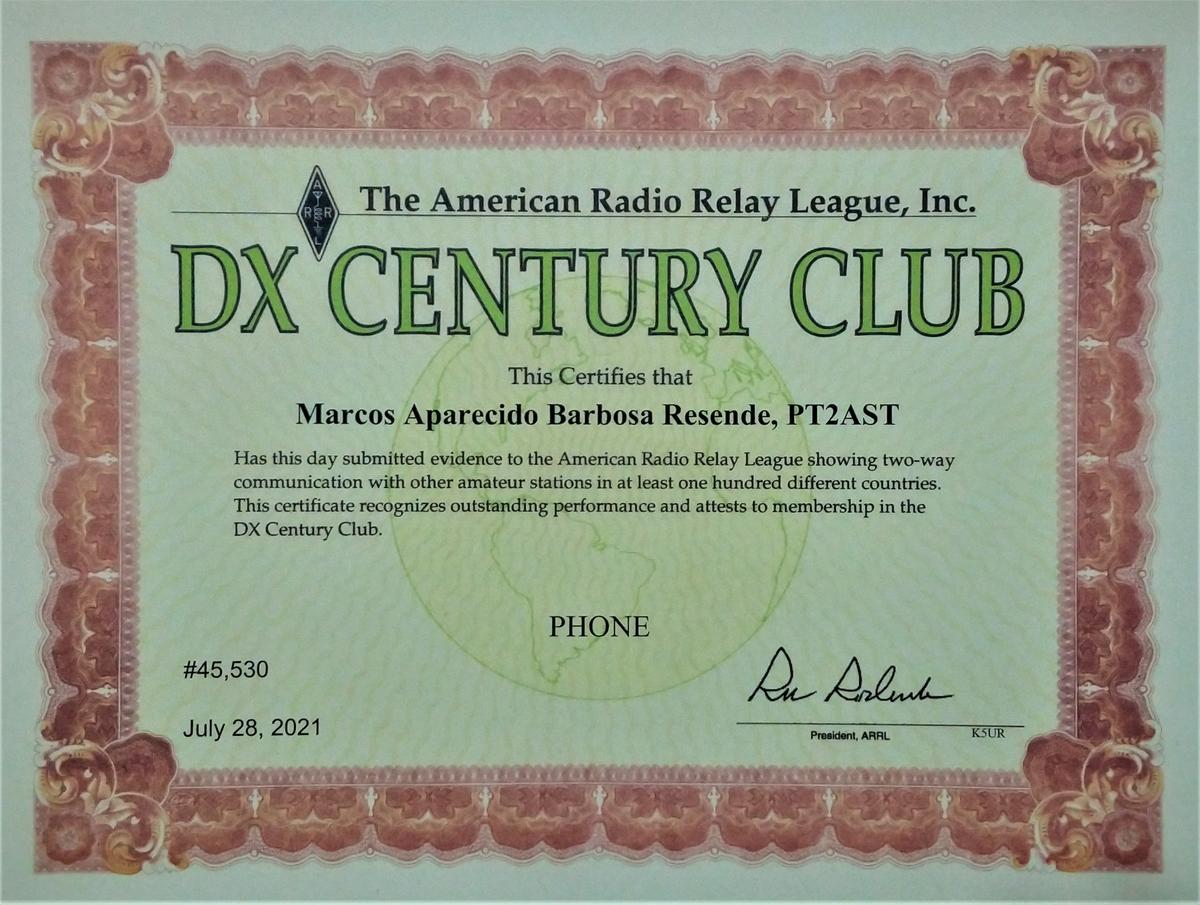 ARRL
The American Radio Relay League, Inc.
DX CENTURY CLUB
This Certifies that
Marcos Aparecido Barbosa Resende, PT2AST
Has this day submitted evidence to the American Radio Relay League showing two-way
communication with other amateur stations in at least one hundred different countries.
This certificate recognizes outstanding performance and attests to membership in the
DX Century Club.
PHONE
#45,530
July 28, 2021
President, ARRL K5UR